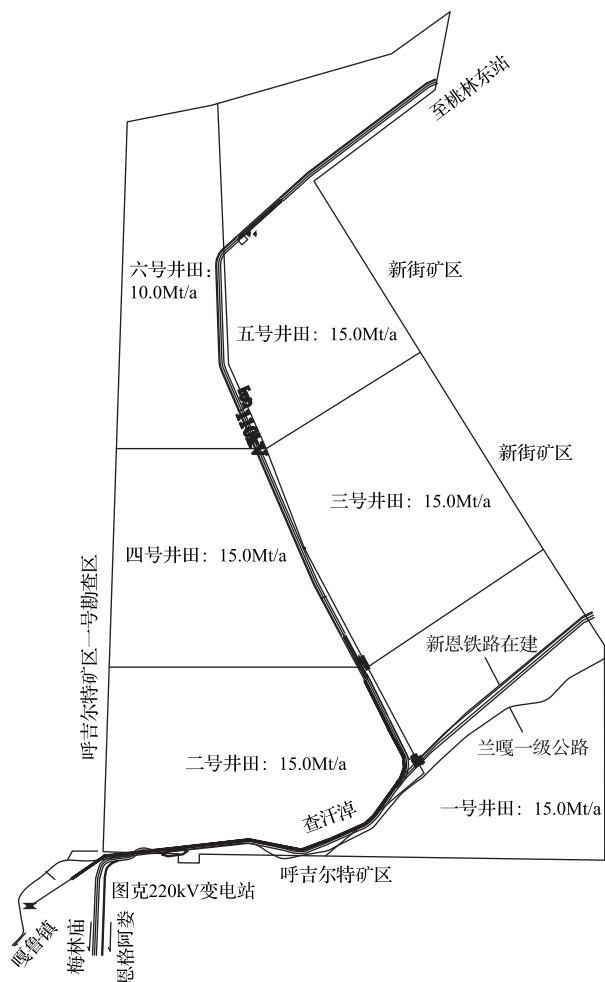 至桃林东站
六号井田：
10.0Mt/a
新街矿区
五号井田：15.0Mt/a
新街矿区
三号井田：15.0Mt/a
四号井田：15.0Mt/a
呼吉尔特矿区一号勘查区
新恩铁路在建
兰嘎一级公路
二号井田：15.0Mt/a
一号井田：15.0Mt/a
查汗淖
呼吉尔特矿区
图克220kV变电站
嘎鲁镇
梅林庙
恩格阿娄